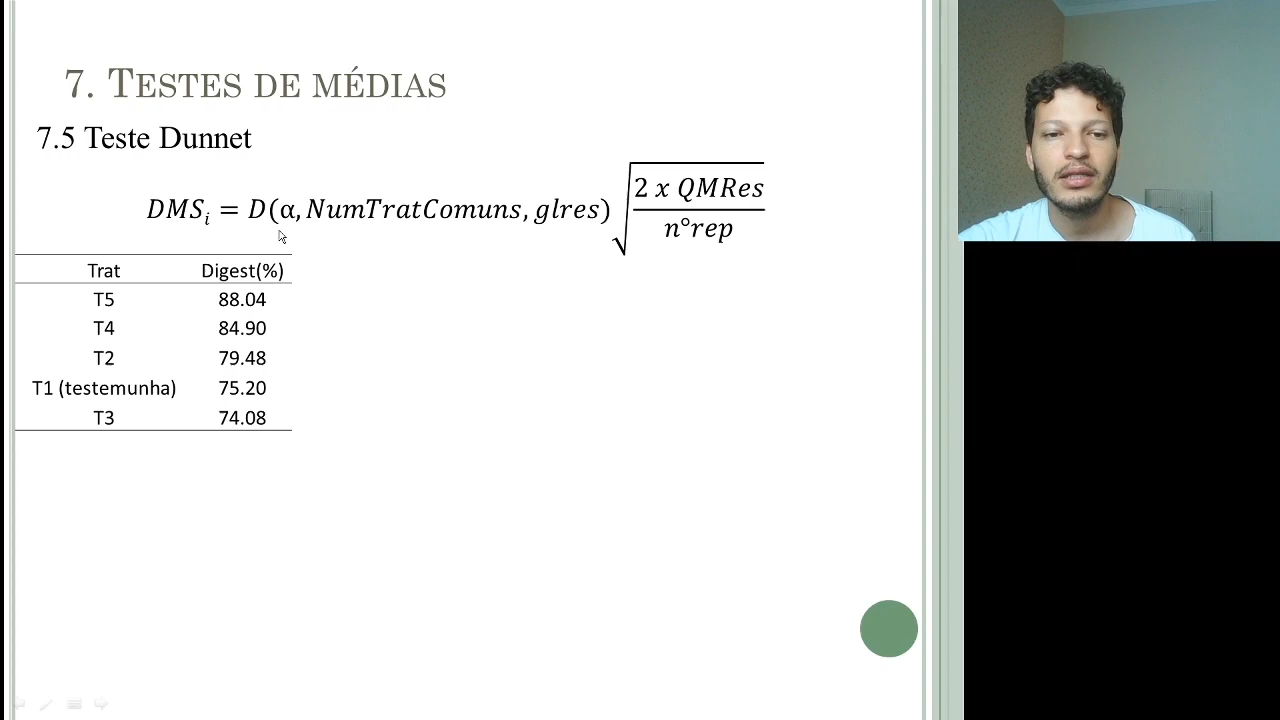 7. TESTES DE MÉDIAS
7.5 Teste Dunnet
DMSᵢ = D(α, NumTratComuns, glres) √(2 x QMRes / n°rep)
Trat Digest(%)
T5 88.04
T4 84.90
T2 79.48
T1 (testemunha) 75.20
T3 74.08